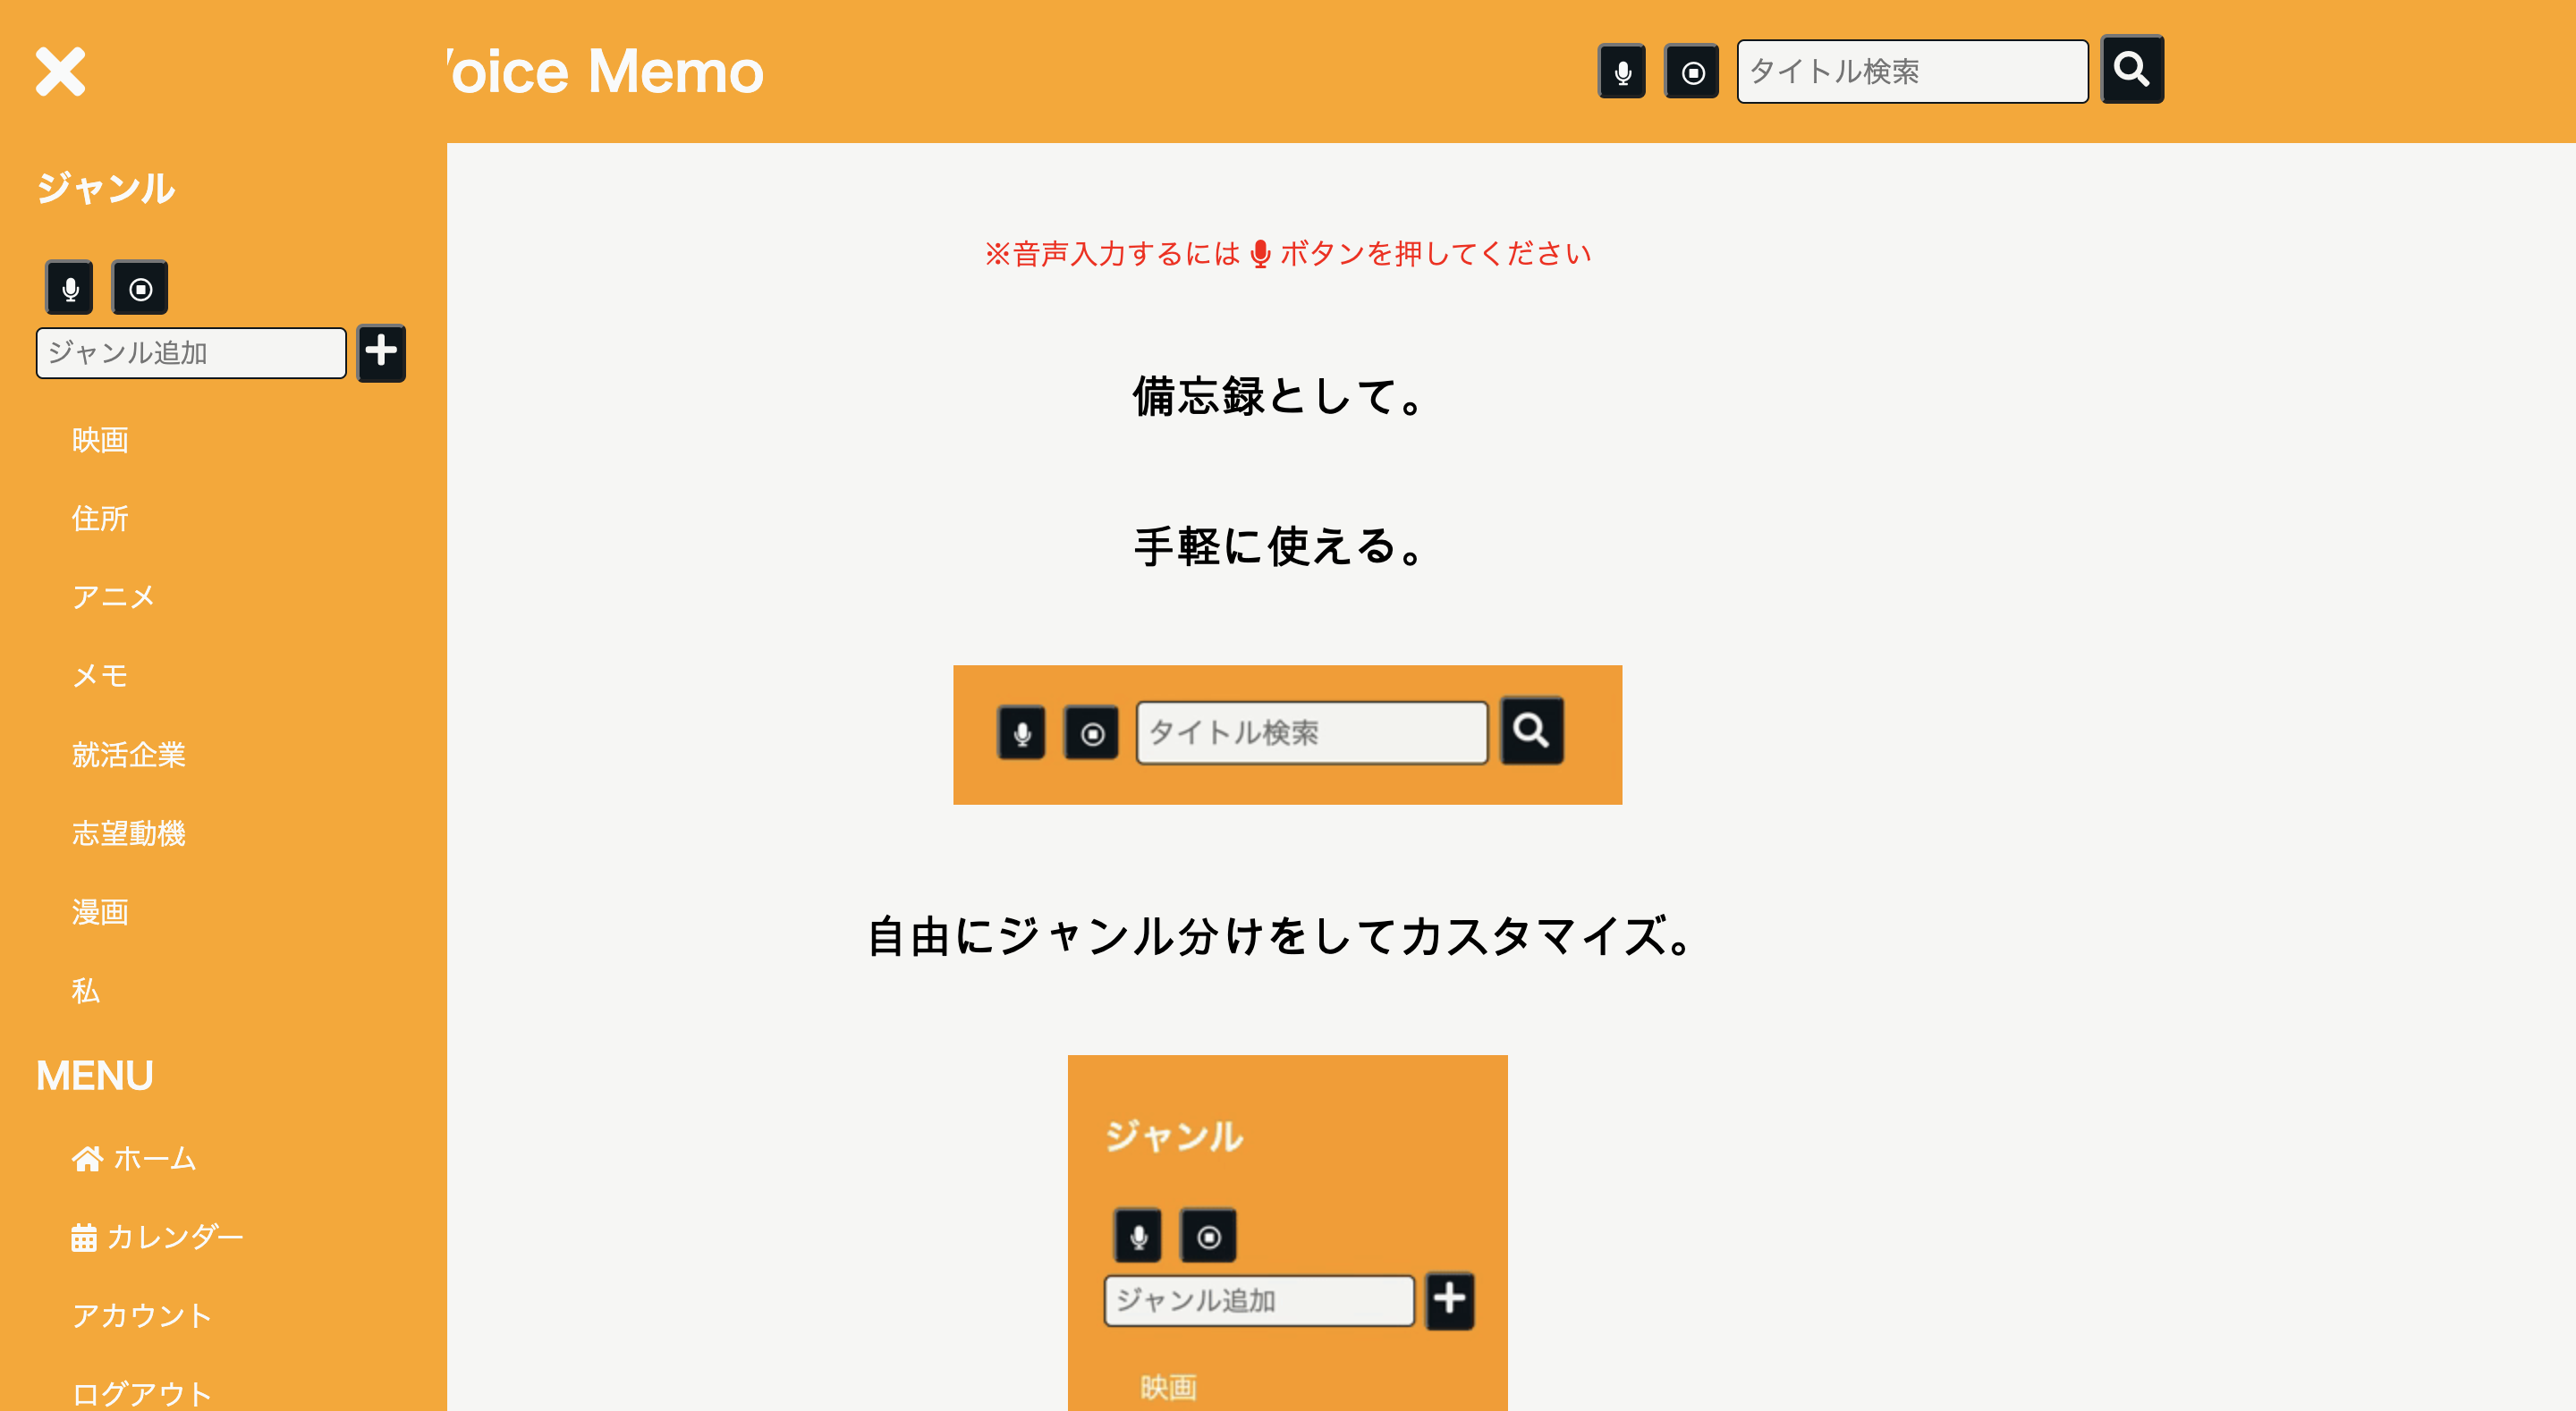 oice Memo
タイトル検索
ジャンル
ジャンル追加
映画
住所
アニメ
メモ
就活企業
志望動機
漫画
私
MENU
ホーム
カレンダー
アカウント
ログアウト
※音声入力するには ボタンを押してください
備忘録として。
手軽に使える。
タイトル検索
自由にジャンル分けをしてカスタマイズ。
ジャンル
ジャンル追加
映画